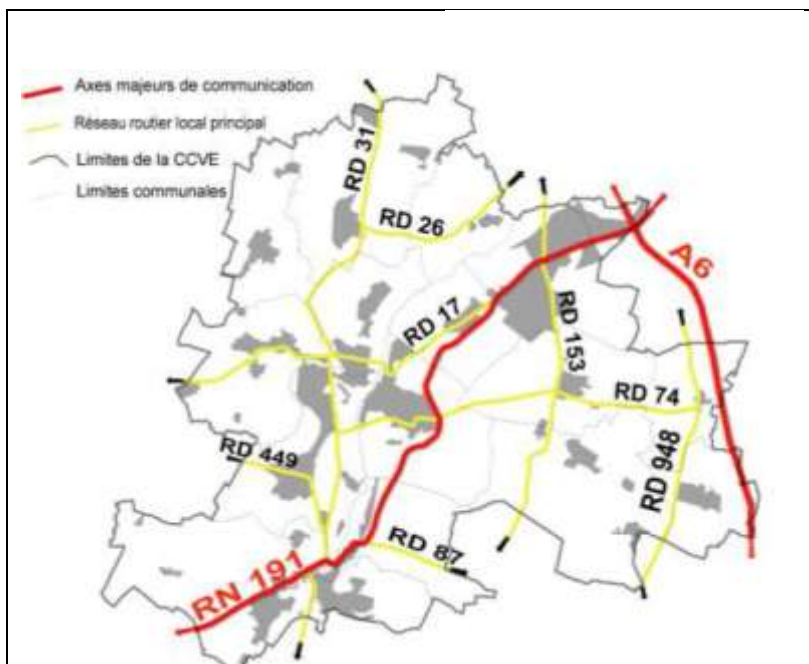 Axes majeurs de communication
Réseau routier local principal
Limites de la CCVE
Limites communales
RD 31
RD 26
A6
RD 17
RD 153
RD 74
RD 449
RD 948
RD 87
RN 191